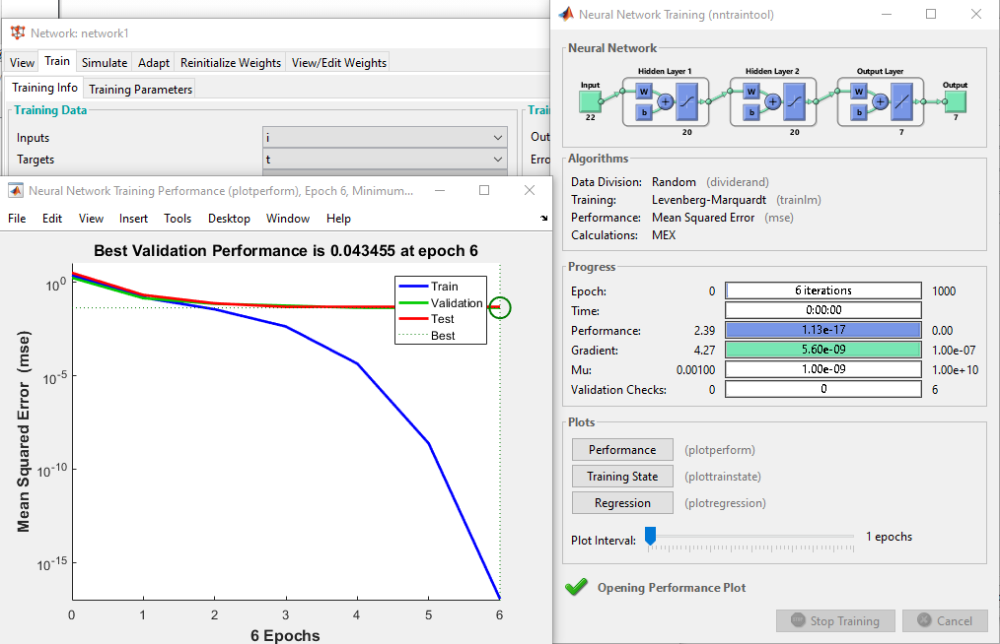 Network: network1
View Train Simulate Adapt Reinitialize Weights View/Edit Weights
Training Info Training Parameters
Training Data
Inputs i
Targets t
Neural Network Training Performance (plotperform), Epoch 6, Minimum...
File Edit View Insert Tools Desktop Window Help
Best Validation Performance is 0.043455 at epoch 6
Mean Squared Error (mse)
10^0
10^-5
10^-10
10^-15
Train
Validation
Test
Best
0 1 2 3 4 5 6
6 Epochs
Neural Network Training (nntraintool)
Neural Network
Hidden Layer 1 Hidden Layer 2 Output Layer
Input Output
W W W
+ + +
b b b
22 20 20 7 7
Algorithms
Data Division: Random (dividerand)
Training: Levenberg-Marquardt (trainlm)
Performance: Mean Squared Error (mse)
Calculations: MEX
Progress
Epoch: 0 6 iterations 1000
Time: 0:00:00
Performance: 2.39 1.13e-17 0.00
Gradient: 4.27 5.60e-09 1.00e-07
Mu: 0.00100 1.00e-09 1.00e+10
Validation Checks: 0 0 6
Plots
Performance (plotperform)
Training State (plottrainstate)
Regression (plotregression)
Plot Interval: 1 epochs
Opening Performance Plot
Stop Training Cancel